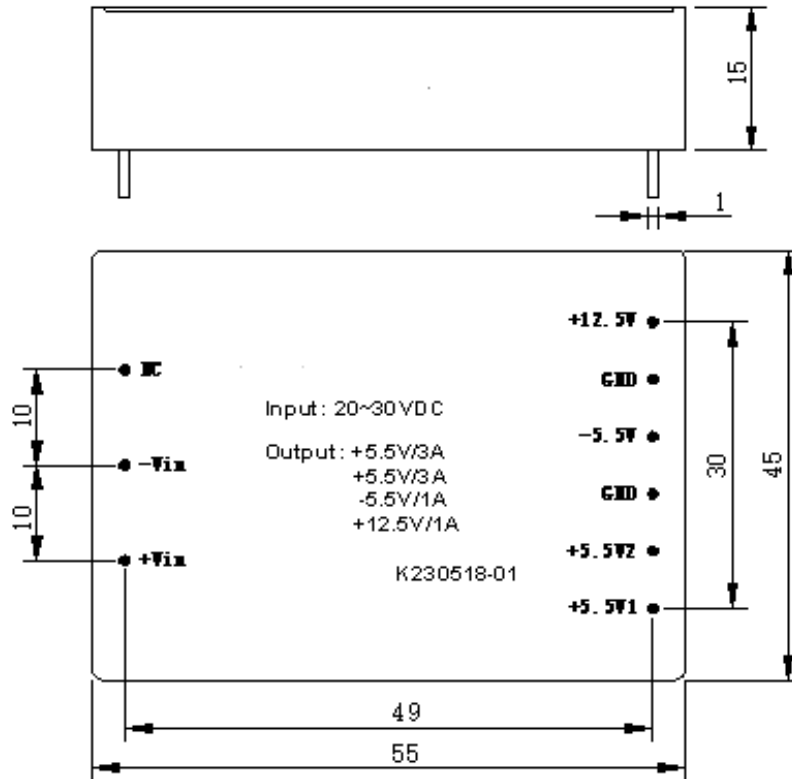 15
1
+12.5V
NC
GND
Input: 20~30VDC
10
-5.5V
Output: +5.5V/3A
-Vin
+5.5V/3A
30
45
-5.5V/1A
GND
10
+12.5V/1A
+5.5V2
+Vin
K230518-01
+5.5V1
49
55